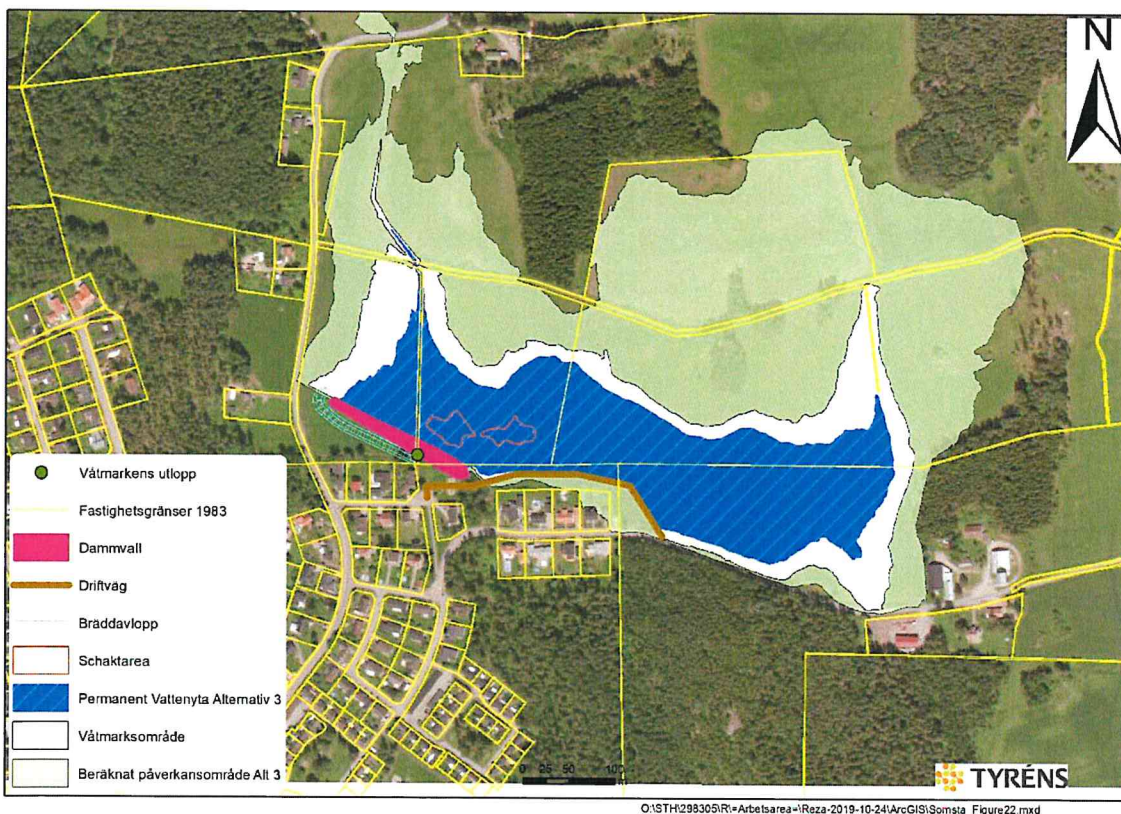 N
Våtmarkens utlopp
Fastighetsgränser 1983
Dammvall
Driftväg
Bräddavlopp
Schaktarea
Permanent Vattenyta Alternativ 3
Våtmarksområde
Beräknat påverkansområde Alt 3
0 25 50 100
TYRÉNS
O:\STH\298305\R\=Arbetsarea=\Reza-2019-10-24\ArcGIS\Somsta_Figure22.mxd